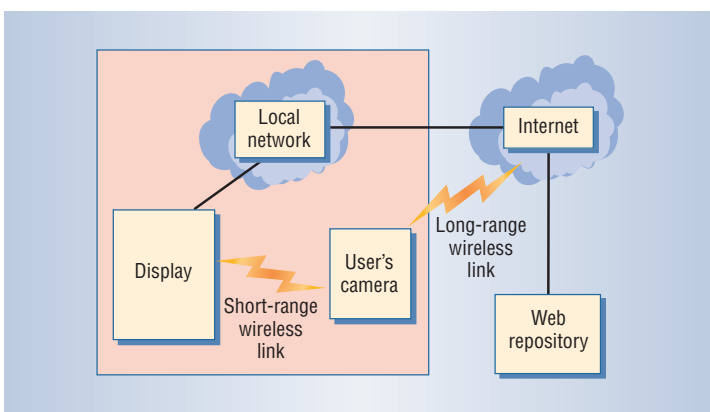 Local
network
Internet
Display
User's
camera
Long-range
wireless
link
Short-range
wireless
link
Web
repository